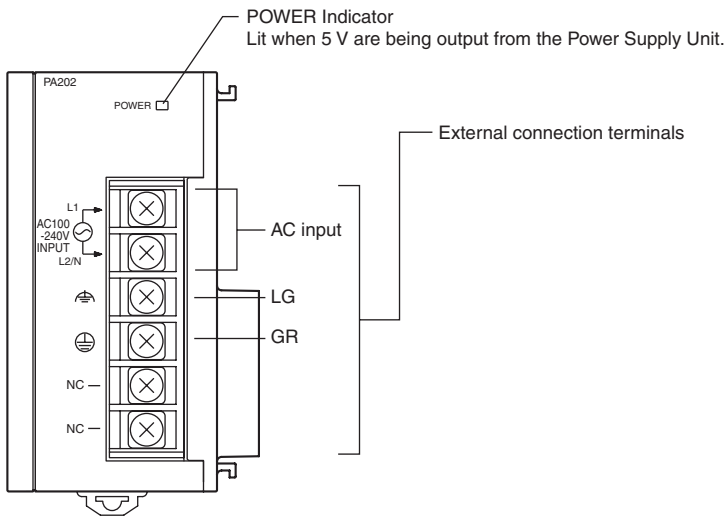 POWER Indicator
Lit when 5 V are being output from the Power Supply Unit.
PA202
POWER
External connection terminals
L1
AC100
-240V
INPUT
L2/N
AC input
LG
GR
NC
NC